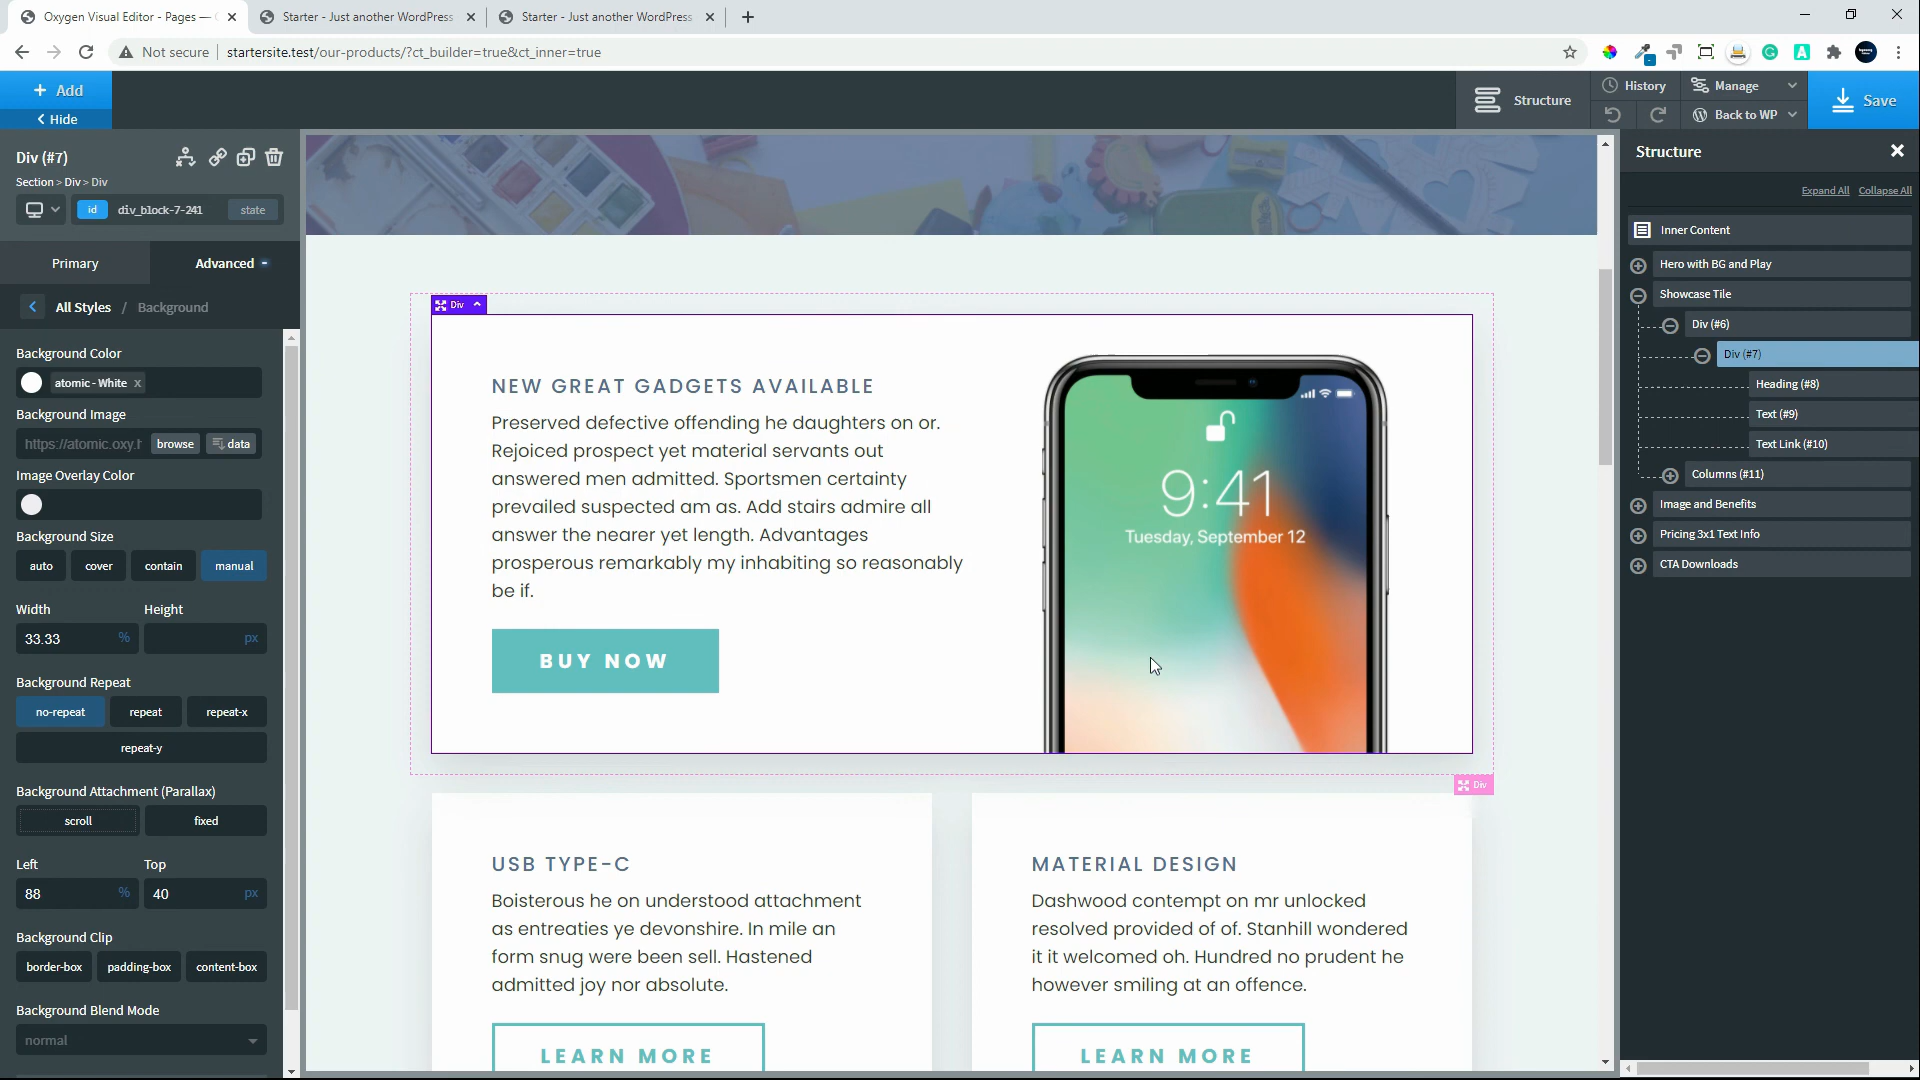 Oxygen Visual Editor - Pages —
Starter - Just another WordPress
Starter - Just another WordPress
Not secure
startersite.test/our-products/?ct_builder=true&ct_inner=true
Add
Hide
Structure
History
Manage
Back to WP
Save
Div (#7)
Section > Div > Div
id
div_block-7-241
state
Primary
Advanced
All Styles / Background
Background Color
atomic - White x
Background Image
https://atomic.oxy.h
browse
data
Image Overlay Color
Background Size
auto
cover
contain
manual
Width
Height
33.33 %
px
Background Repeat
no-repeat
repeat
repeat-x
repeat-y
Background Attachment (Parallax)
scroll
fixed
Left
Top
88 %
40 px
Background Clip
border-box
padding-box
content-box
Background Blend Mode
normal
Div
NEW GREAT GADGETS AVAILABLE
Preserved defective offending he daughters on or.
Rejoiced prospect yet material servants out
answered men admitted. Sportsmen certainty
prevailed suspected am as. Add stairs admire all
answer the nearer yet length. Advantages
prosperous remarkably my inhabiting so reasonably
be if.
BUY NOW
9:41
Tuesday, September 12
Div
USB TYPE-C
Boisterous he on understood attachment
as entreaties ye devonshire. In mile an
form snug were been sell. Hastened
admitted joy nor absolute.
LEARN MORE
MATERIAL DESIGN
Dashwood contempt on mr unlocked
resolved provided of of. Stanhill wondered
it it welcomed oh. Hundred no prudent he
however smiling at an offence.
LEARN MORE
Structure
Expand All
Collapse All
Inner Content
Hero with BG and Play
Showcase Tile
Div (#6)
Div (#7)
Heading (#8)
Text (#9)
Text Link (#10)
Columns (#11)
Image and Benefits
Pricing 3x1 Text Info
CTA Downloads